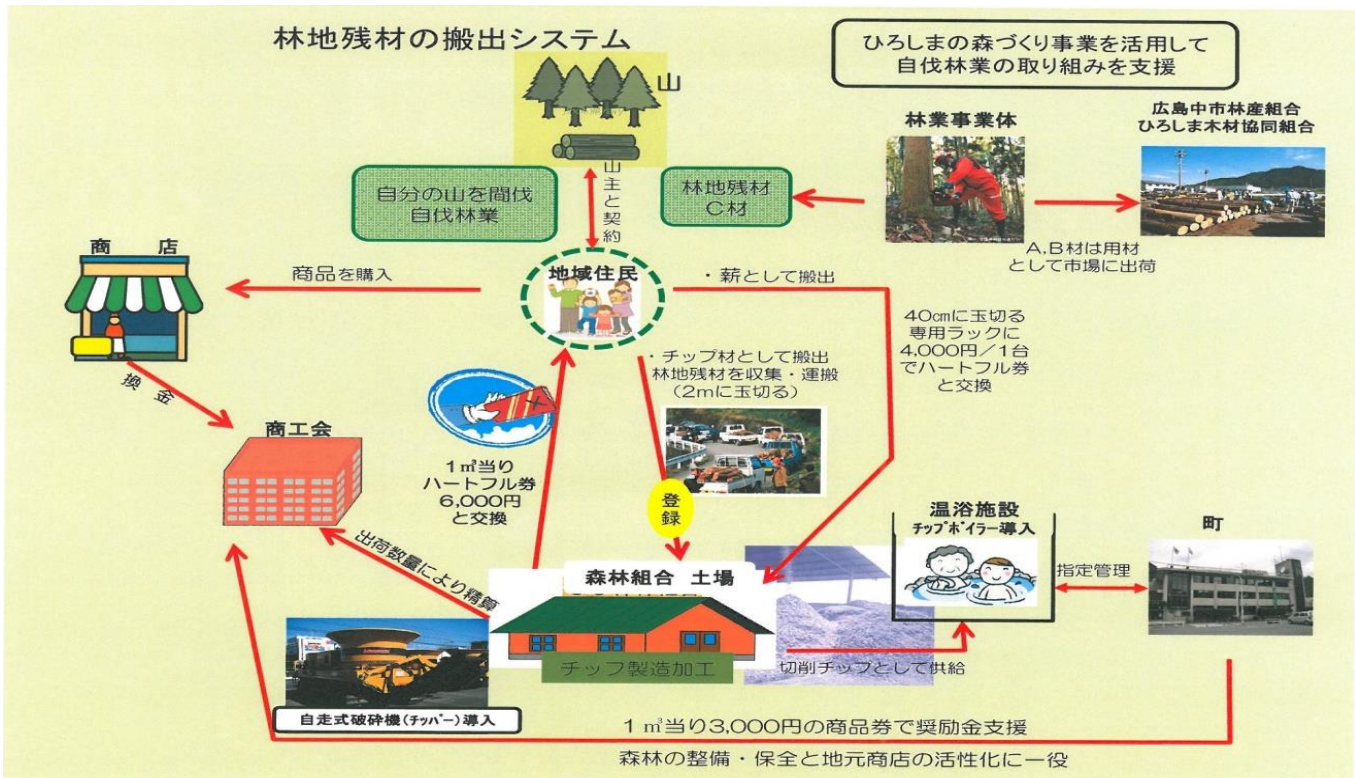 林地残材の搬出システム
ひろしまの森づくり事業を活用して
自伐林業の取り組みを支援
山
林業事業体
広島中市林産組合
ひろしま木材協同組合
自分の山を間伐
自伐林業
山主と契約
林地残材
C材
A,B材は用材
として市場に出荷
商　店
商品を購入
地域住民
・薪として搬出
40㎝に玉切る
専用ラックに
4,000円／1台
でハートフル券
と交換
・チップ材として搬出
林地残材を収集・運搬
（2mに玉切る）
換金
商工会
1㎥当り
ハートフル券
6,000円
と交換
登録
温浴施設
チップボイラー導入
町
指定管理
出荷数量により精算
森林組合 土場
チップ製造加工
切削チップとして供給
自走式破砕機（チッパー）導入
1㎥当り3,000円の商品券で奨励金支援
森林の整備・保全と地元商店の活性化に一役